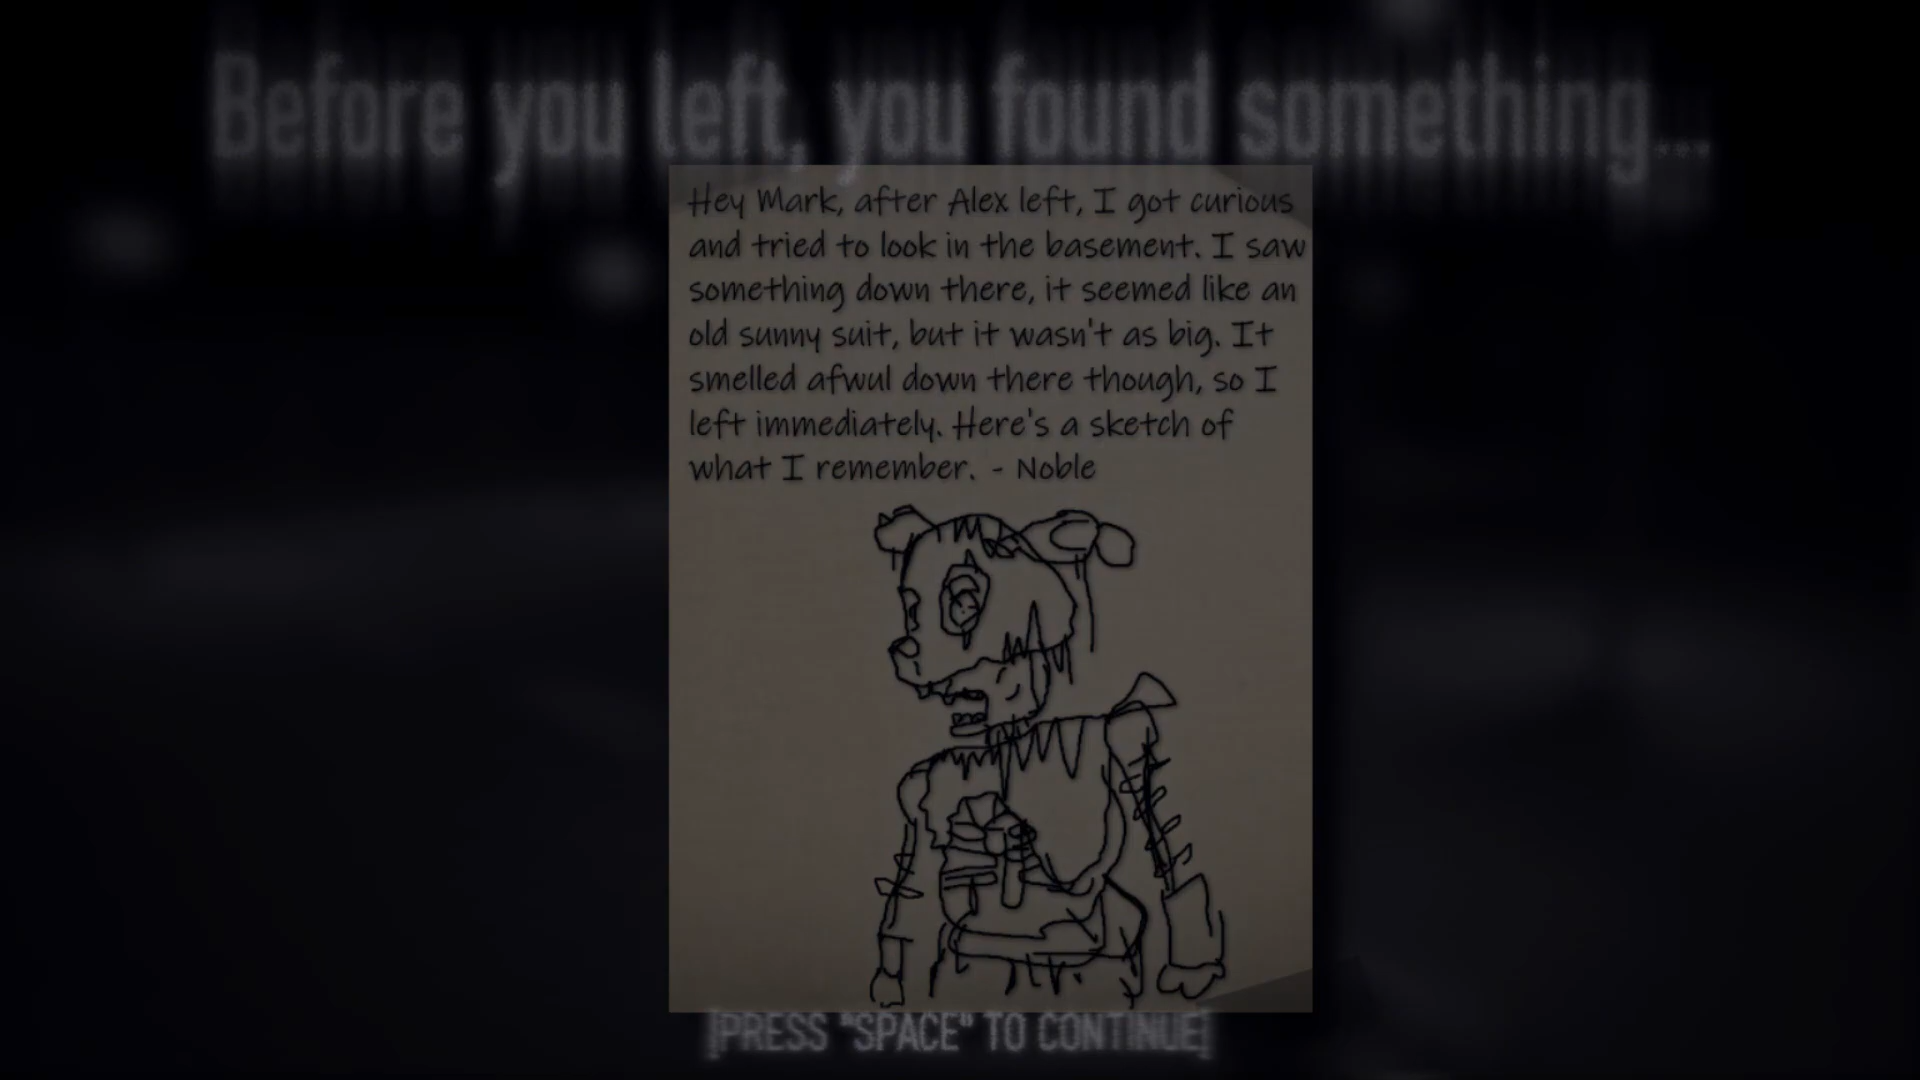 Before you left, you found something...
Hey Mark, after Alex left, I got curious
and tried to look in the basement. I saw
something down there, it seemed like an
old sunny suit, but it wasn't as big. It
smelled afwul down there though, so I
left immediately. Here's a sketch of
what I remember. - Noble
[PRESS "SPACE" TO CONTINUE]